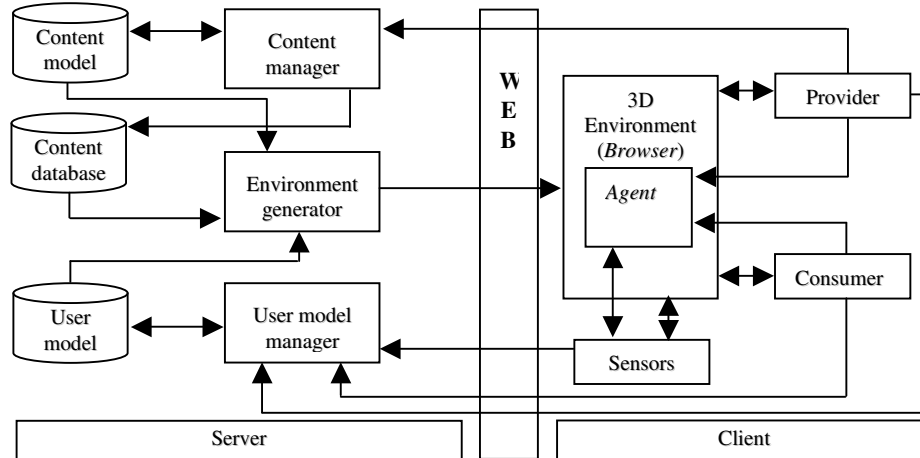 Content
model
Content
manager
W
E
B
3D
Environment
(Browser)
Provider
Content
database
Environment
generator
Agent
Consumer
User
model
User model
manager
Sensors
Server
Client